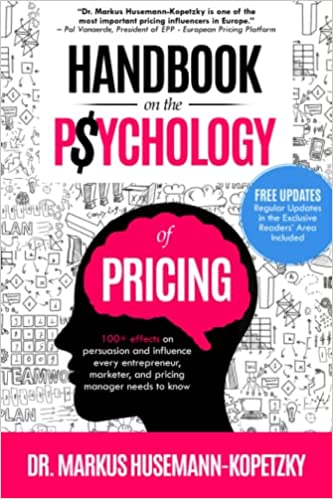 “Dr. Markus Husemann-Kopetzky is one of the
most important pricing influencers in Europe.”
– Pol Vanaerde, President of EPP - European Pricing Platform
HANDBOOK
on the
P$YCHOLOGY
FREE UPDATES
Regular Updates
in the Exclusive
Readers' Area
Included
of
PRICING
100+ effects on
persuasion and influence
every entrepreneur,
marketer, and pricing
manager needs to know
TEAMWORK
PLAN
DR. MARKUS HUSEMANN-KOPETZKY